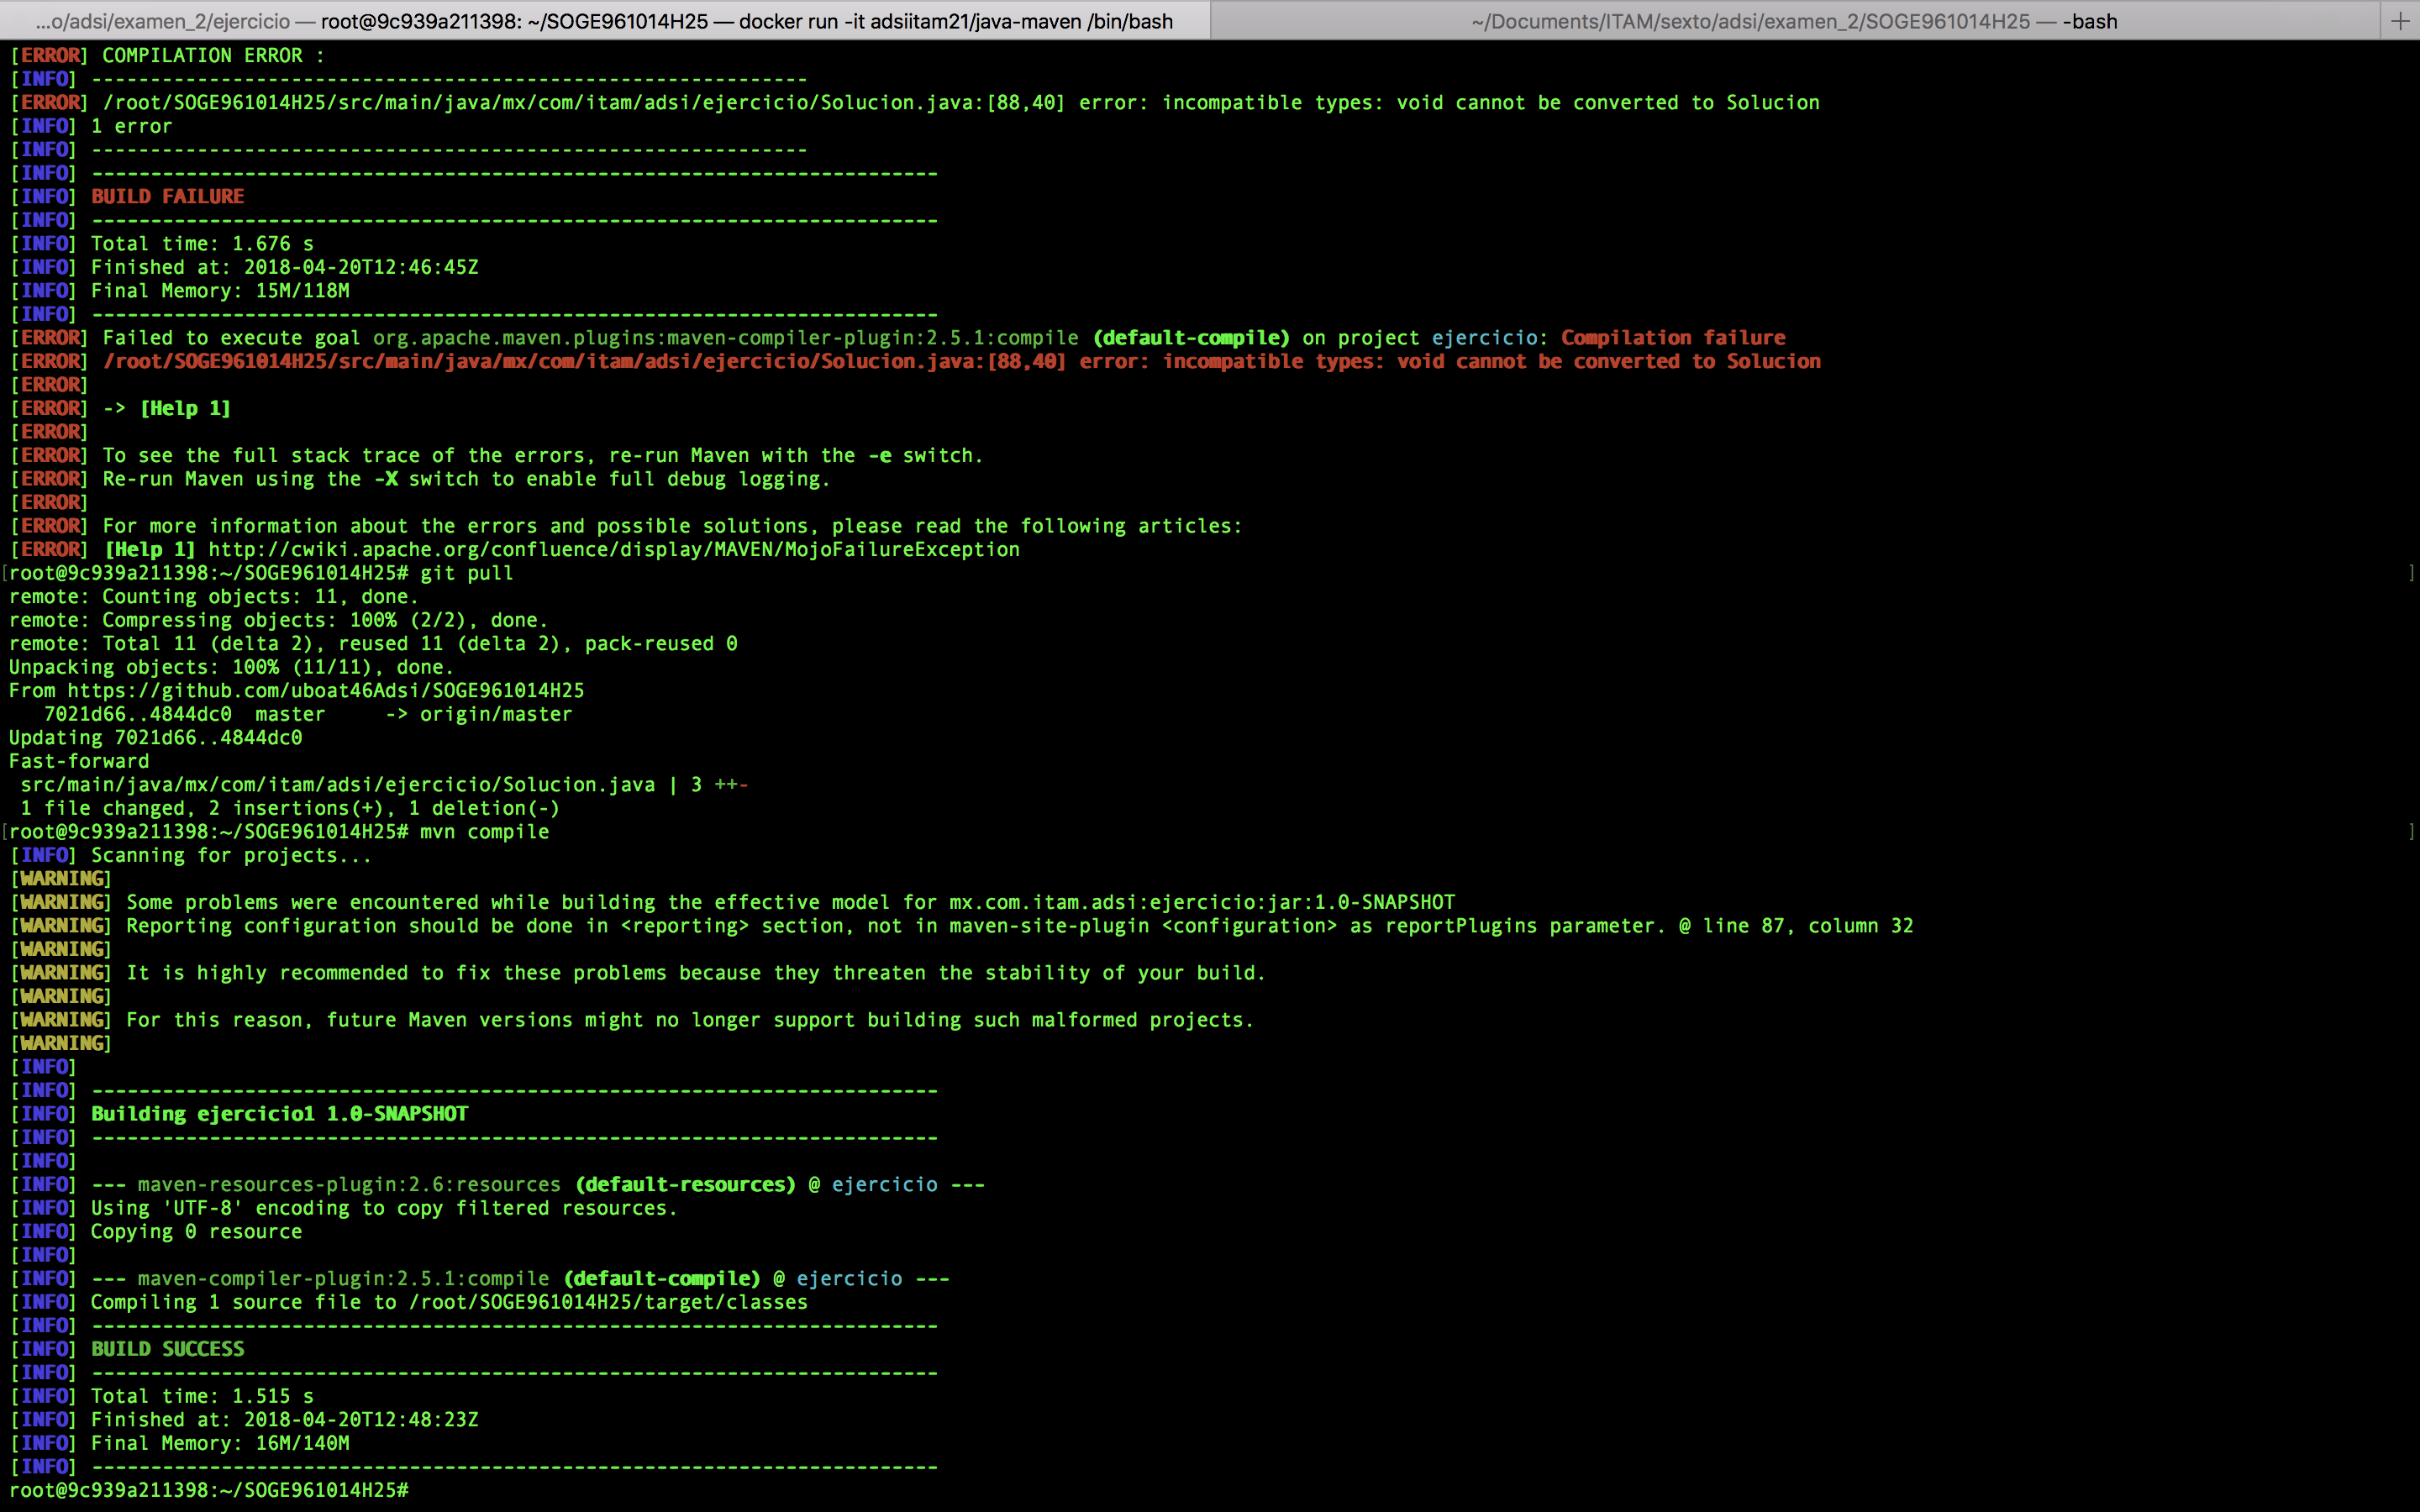 ...o/adsi/examen_2/ejercicio — root@9c939a211398: ~/SOGE961014H25 — docker run -it adsiitam21/java-maven /bin/bash
~/Documents/ITAM/sexto/adsi/examen_2/SOGE961014H25 — -bash
[ERROR] COMPILATION ERROR :
[INFO] -------------------------------------------------------------
[ERROR] /root/SOGE961014H25/src/main/java/mx/com/itam/adsi/ejercicio/Solucion.java:[88,40] error: incompatible types: void cannot be converted to Solucion
[INFO] 1 error
[INFO] -------------------------------------------------------------
[INFO] ------------------------------------------------------------------------
[INFO] BUILD FAILURE
[INFO] ------------------------------------------------------------------------
[INFO] Total time: 1.676 s
[INFO] Finished at: 2018-04-20T12:46:45Z
[INFO] Final Memory: 15M/118M
[INFO] ------------------------------------------------------------------------
[ERROR] Failed to execute goal org.apache.maven.plugins:maven-compiler-plugin:2.5.1:compile (default-compile) on project ejercicio: Compilation failure
[ERROR] /root/SOGE961014H25/src/main/java/mx/com/itam/adsi/ejercicio/Solucion.java:[88,40] error: incompatible types: void cannot be converted to Solucion
[ERROR]
[ERROR] -> [Help 1]
[ERROR]
[ERROR] To see the full stack trace of the errors, re-run Maven with the -e switch.
[ERROR] Re-run Maven using the -X switch to enable full debug logging.
[ERROR]
[ERROR] For more information about the errors and possible solutions, please read the following articles:
[ERROR] [Help 1] http://cwiki.apache.org/confluence/display/MAVEN/MojoFailureException
[root@9c939a211398:~/SOGE961014H25# git pull ]
remote: Counting objects: 11, done.
remote: Compressing objects: 100% (2/2), done.
remote: Total 11 (delta 2), reused 11 (delta 2), pack-reused 0
Unpacking objects: 100% (11/11), done.
From https://github.com/uboat46Adsi/SOGE961014H25
   7021d66..4844dc0  master     -> origin/master
Updating 7021d66..4844dc0
Fast-forward
 src/main/java/mx/com/itam/adsi/ejercicio/Solucion.java | 3 ++-
 1 file changed, 2 insertions(+), 1 deletion(-)
[root@9c939a211398:~/SOGE961014H25# mvn compile ]
[INFO] Scanning for projects...
[WARNING]
[WARNING] Some problems were encountered while building the effective model for mx.com.itam.adsi:ejercicio:jar:1.0-SNAPSHOT
[WARNING] Reporting configuration should be done in <reporting> section, not in maven-site-plugin <configuration> as reportPlugins parameter. @ line 87, column 32
[WARNING]
[WARNING] It is highly recommended to fix these problems because they threaten the stability of your build.
[WARNING]
[WARNING] For this reason, future Maven versions might no longer support building such malformed projects.
[WARNING]
[INFO]
[INFO] ------------------------------------------------------------------------
[INFO] Building ejercicio1 1.0-SNAPSHOT
[INFO] ------------------------------------------------------------------------
[INFO]
[INFO] --- maven-resources-plugin:2.6:resources (default-resources) @ ejercicio ---
[INFO] Using 'UTF-8' encoding to copy filtered resources.
[INFO] Copying 0 resource
[INFO]
[INFO] --- maven-compiler-plugin:2.5.1:compile (default-compile) @ ejercicio ---
[INFO] Compiling 1 source file to /root/SOGE961014H25/target/classes
[INFO] ------------------------------------------------------------------------
[INFO] BUILD SUCCESS
[INFO] ------------------------------------------------------------------------
[INFO] Total time: 1.515 s
[INFO] Finished at: 2018-04-20T12:48:23Z
[INFO] Final Memory: 16M/140M
[INFO] ------------------------------------------------------------------------
root@9c939a211398:~/SOGE961014H25#